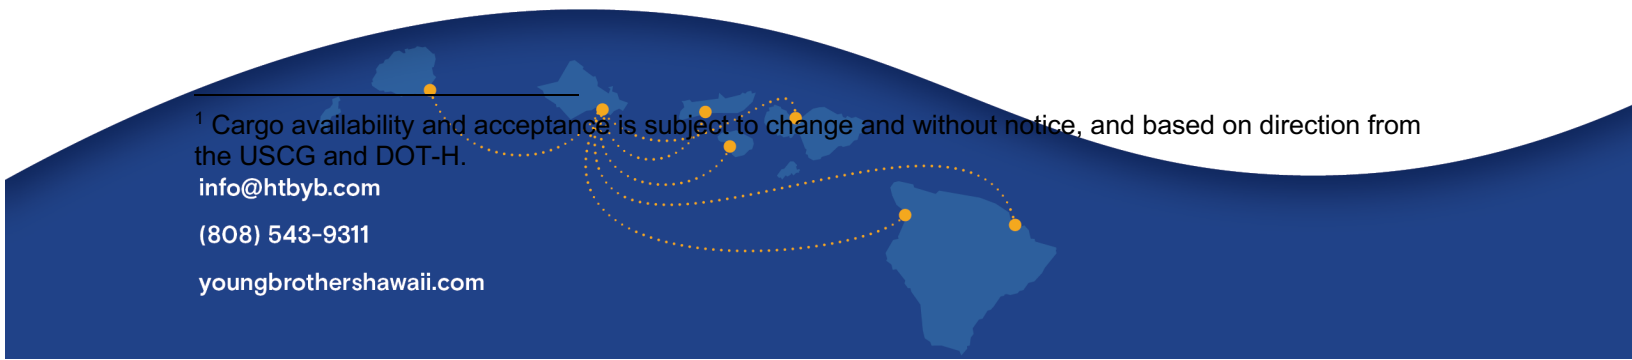 1 Cargo availability and acceptance is subject to change and without notice, and based on direction from
the USCG and DOT-H.
info@htbyb.com
(808) 543-9311
youngbrothershawaii.com